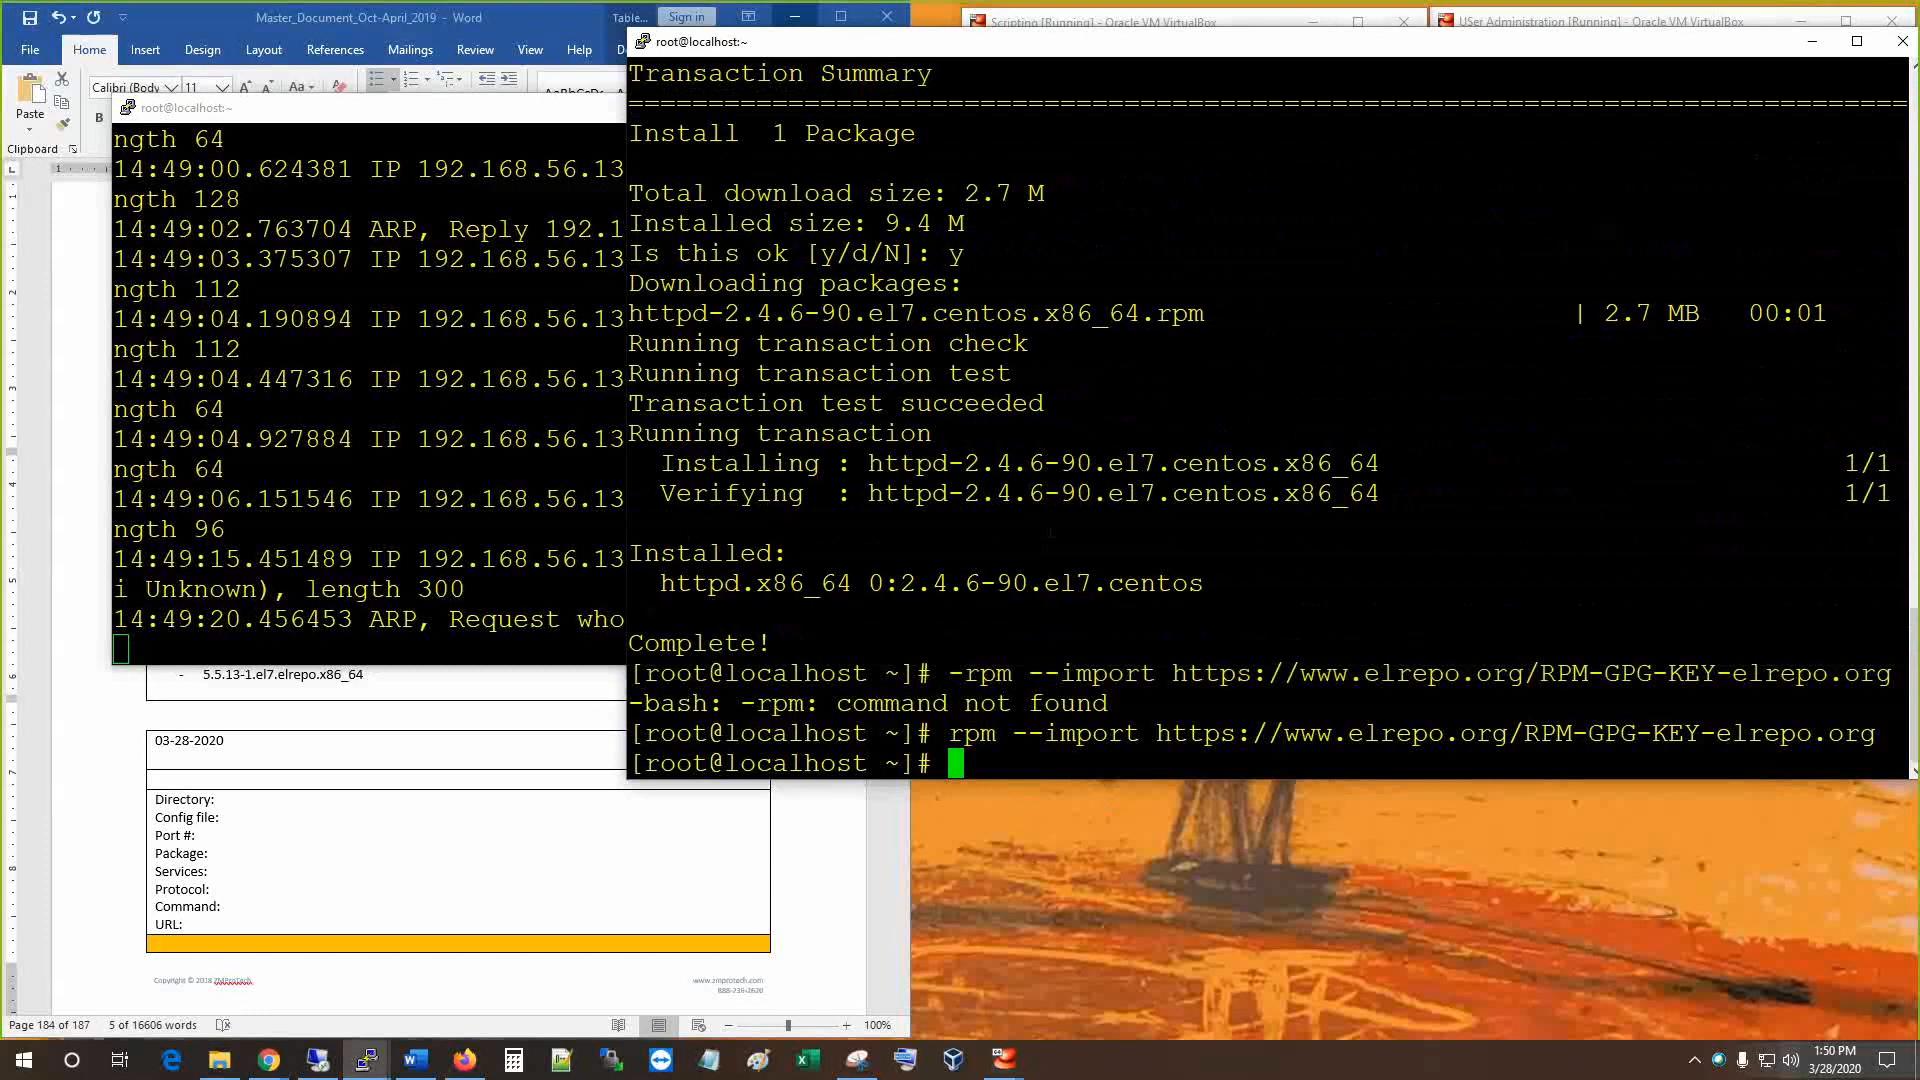 Master_Document_Oct-April_2019 - Word
Table...
Sign in
Scripting [Running] - Oracle VM VirtualBox
USer Administration [Running] - Oracle VM VirtualBox
File Home Insert Design Layout References Mailings Review View Help
Paste
Clipboard
Calibri (Body
11
Aa
B
root@localhost:~
ngth 64
14:49:00.624381 IP 192.168.56.13
ngth 128
14:49:02.763704 ARP, Reply 192.1
14:49:03.375307 IP 192.168.56.13
ngth 112
14:49:04.190894 IP 192.168.56.13
ngth 112
14:49:04.447316 IP 192.168.56.13
ngth 64
14:49:04.927884 IP 192.168.56.13
ngth 64
14:49:06.151546 IP 192.168.56.13
ngth 96
14:49:15.451489 IP 192.168.56.13
i Unknown), length 300
14:49:20.456453 ARP, Request who
root@localhost:~
Transaction Summary
================================================================================
Install  1 Package
Total download size: 2.7 M
Installed size: 9.4 M
Is this ok [y/d/N]: y
Downloading packages:
httpd-2.4.6-90.el7.centos.x86_64.rpm | 2.7 MB 00:01
Running transaction check
Running transaction test
Transaction test succeeded
Running transaction
Installing : httpd-2.4.6-90.el7.centos.x86_64 1/1
Verifying  : httpd-2.4.6-90.el7.centos.x86_64 1/1
Installed:
httpd.x86_64 0:2.4.6-90.el7.centos
Complete!
[root@localhost ~]# -rpm --import https://www.elrepo.org/RPM-GPG-KEY-elrepo.org
-bash: -rpm: command not found
[root@localhost ~]# rpm --import https://www.elrepo.org/RPM-GPG-KEY-elrepo.org
[root@localhost ~]#
- 5.5.13-1.el7.elrepo.x86_64
03-28-2020
Directory:
Config file:
Port #:
Package:
Services:
Protocol:
Command:
URL:
Copyright © 2018 ZMProTech
www.zmprotech.com
888-236-2620
Page 184 of 187 5 of 16606 words
100%
1:50 PM
3/28/2020